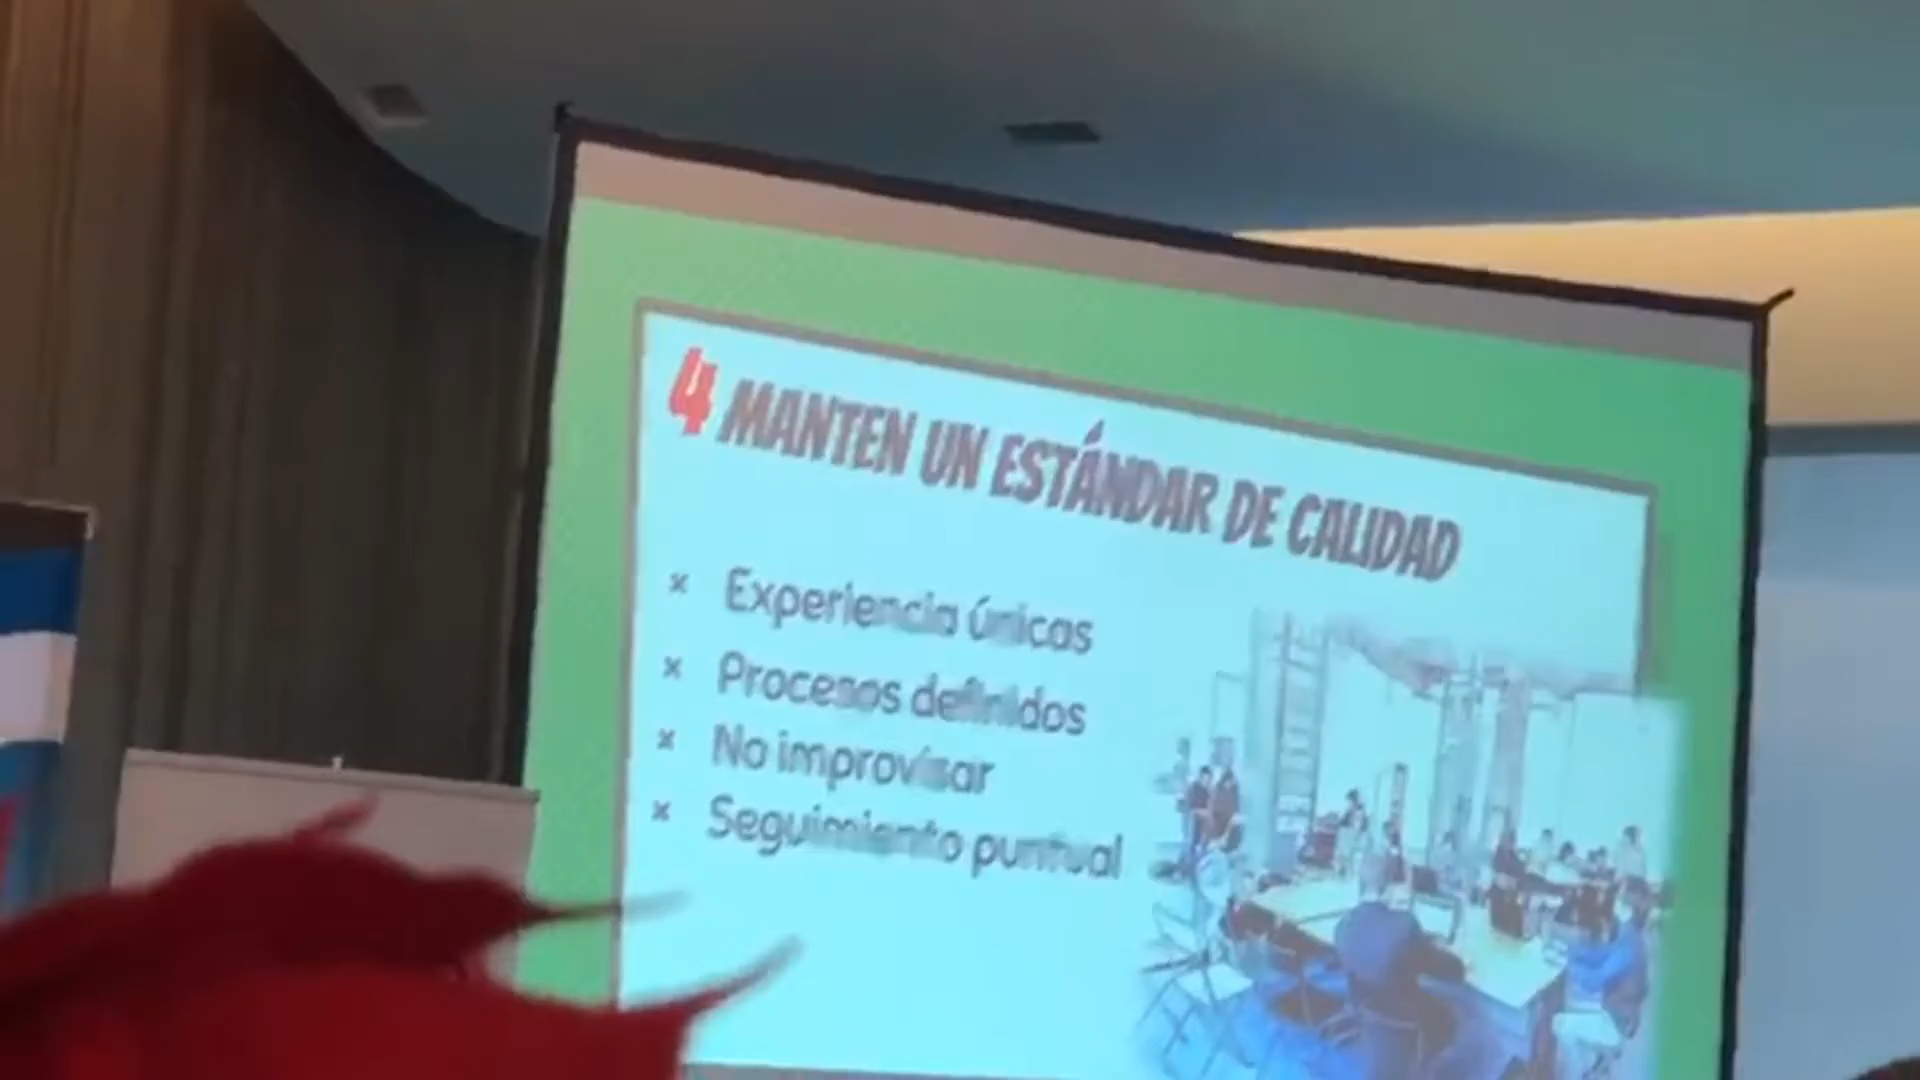 4 MANTEN UN ESTÁNDAR DE CALIDAD
× Experiencia únicas
× Procesos definidos
× No improvisar
× Seguimiento puntual